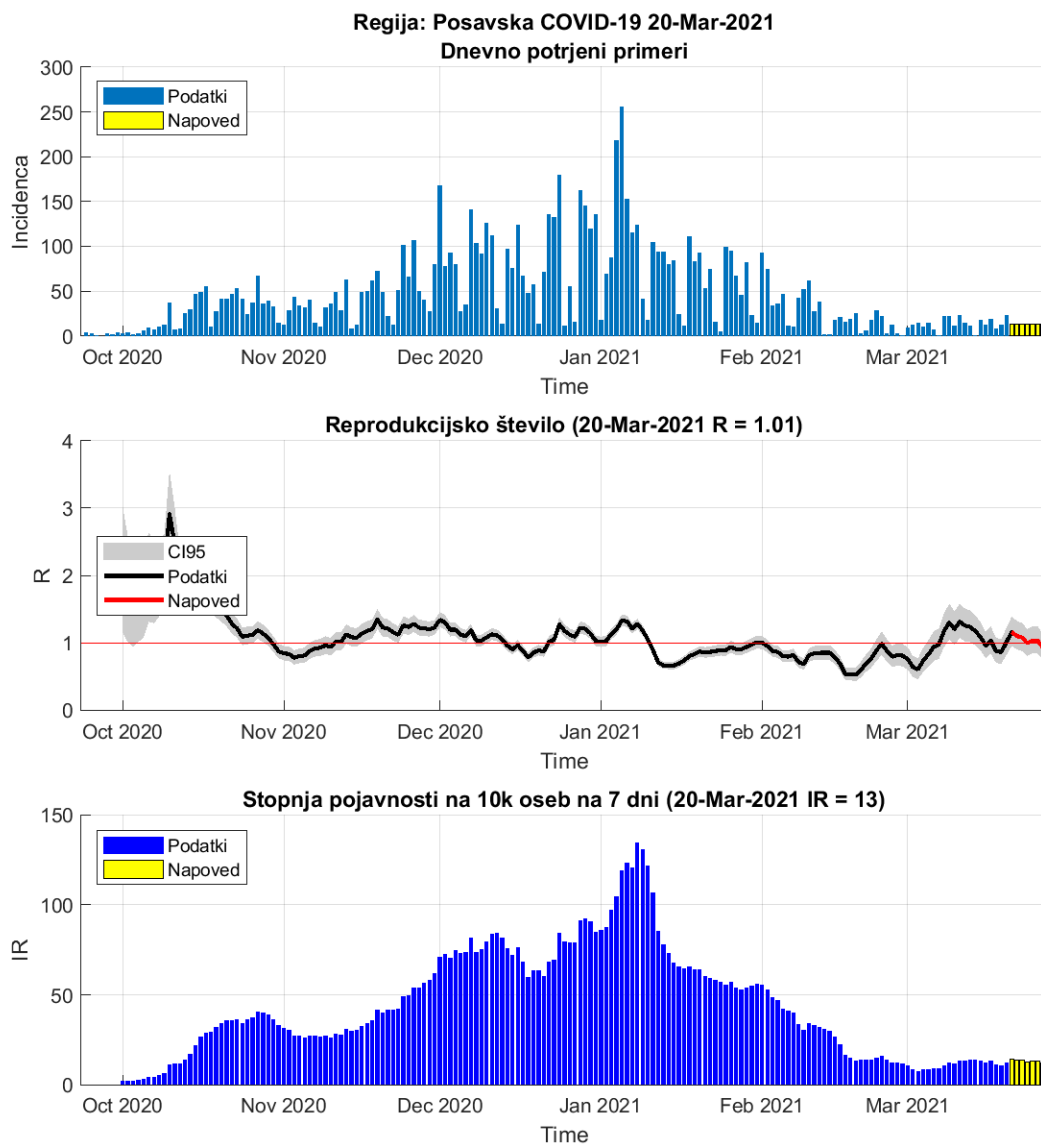 Regija: Posavska COVID-19 20-Mar-2021
Dnevno potrjeni primeri
300
250
200
150
100
50
0
Incidenca
Podatki
Napoved
Oct 2020
Nov 2020
Dec 2020
Jan 2021
Feb 2021
Mar 2021
Time
Reprodukcijsko število (20-Mar-2021 R = 1.01)
4
3
2
1
0
R
CI95
Podatki
Napoved
Oct 2020
Nov 2020
Dec 2020
Jan 2021
Feb 2021
Mar 2021
Time
Stopnja pojavnosti na 10k oseb na 7 dni (20-Mar-2021 IR = 13)
150
100
50
0
IR
Podatki
Napoved
Oct 2020
Nov 2020
Dec 2020
Jan 2021
Feb 2021
Mar 2021
Time